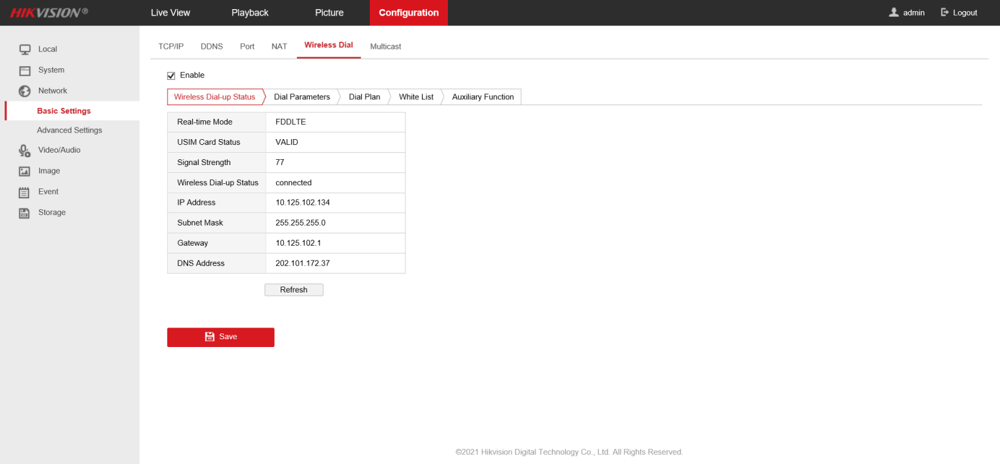 HIKVISION® Live View Playback Picture Configuration admin Logout
Local
System
Network
Basic Settings
Advanced Settings
Video/Audio
Image
Event
Storage
TCP/IP DDNS Port NAT Wireless Dial Multicast
Enable
Wireless Dial-up Status Dial Parameters Dial Plan White List Auxiliary Function
Real-time Mode FDDLTE
USIM Card Status VALID
Signal Strength 77
Wireless Dial-up Status connected
IP Address 10.125.102.134
Subnet Mask 255.255.255.0
Gateway 10.125.102.1
DNS Address 202.101.172.37
Refresh
Save
©2021 Hikvision Digital Technology Co., Ltd. All Rights Reserved.